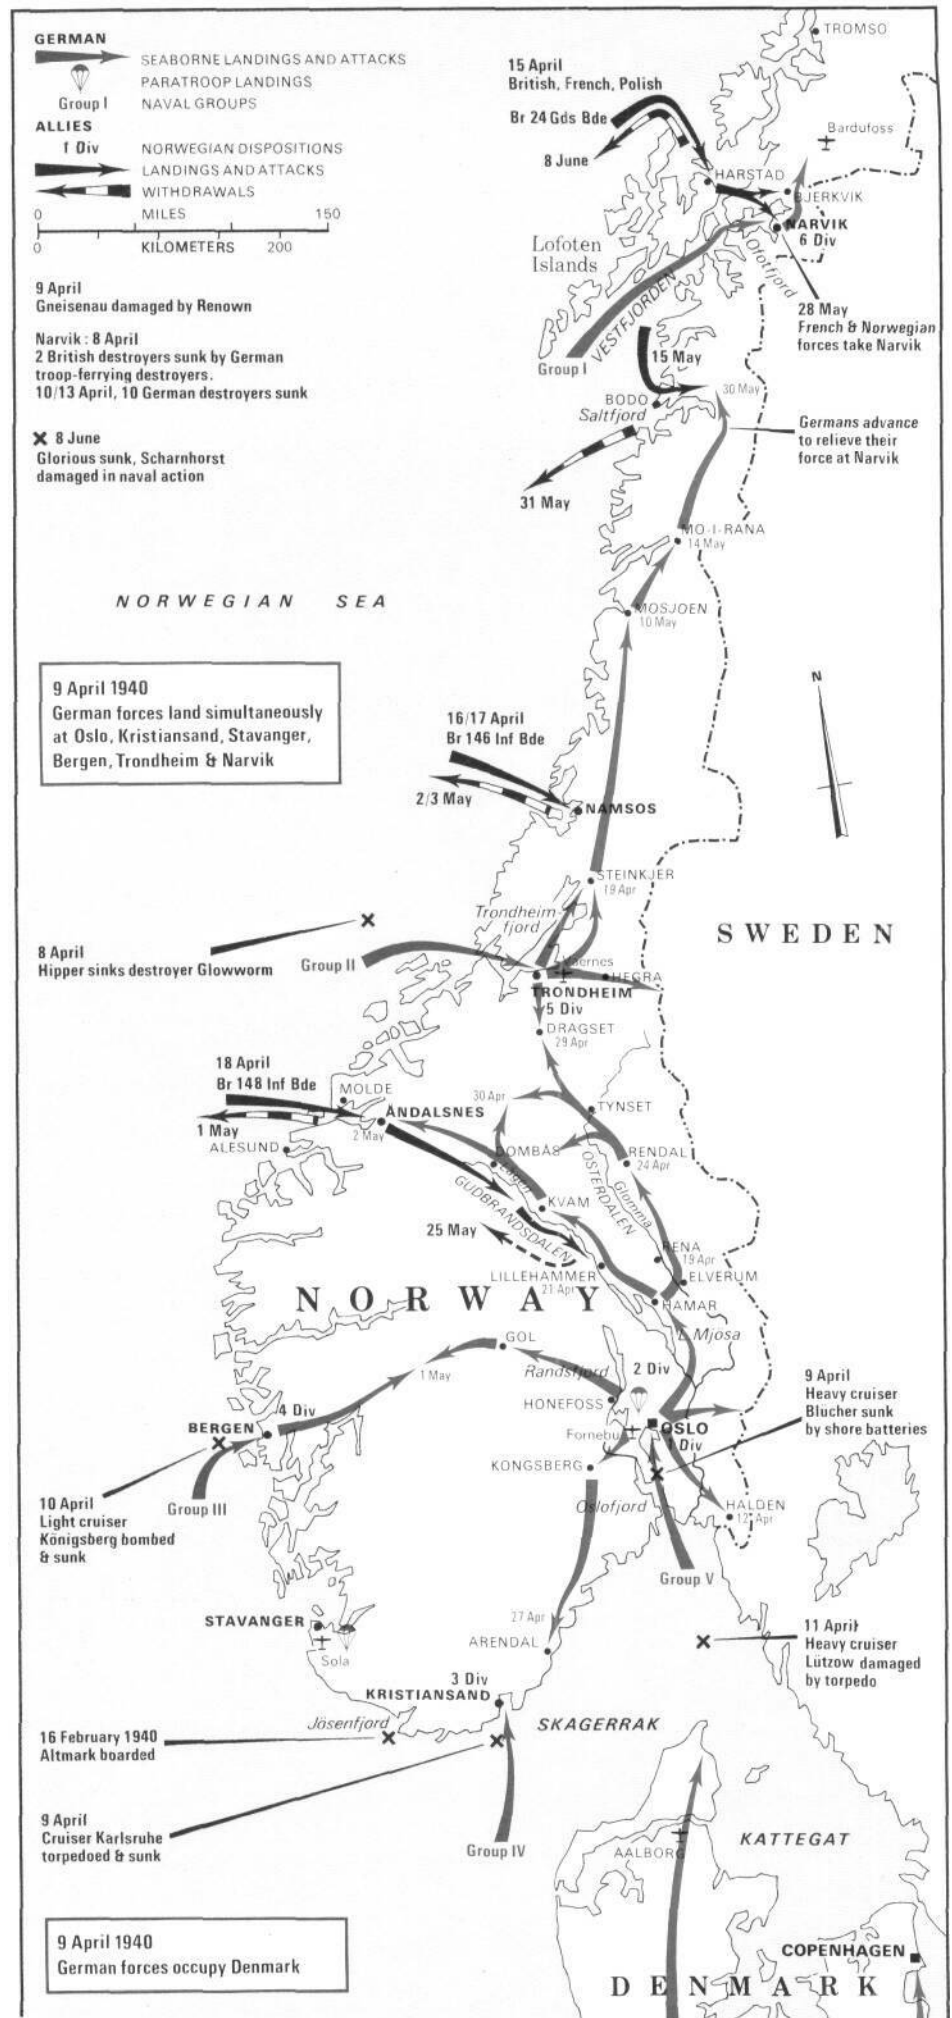 GERMAN
SEABORNE LANDINGS AND ATTACKS
PARATROOP LANDINGS
Group I NAVAL GROUPS
ALLIES
1 Div NORWEGIAN DISPOSITIONS
LANDINGS AND ATTACKS
WITHDRAWALS
0 MILES 150
0 KILOMETERS 200
9 April
Gneisenau damaged by Renown
Narvik : 8 April
2 British destroyers sunk by German
troop-ferrying destroyers.
10/13 April, 10 German destroyers sunk
8 June
Glorious sunk, Scharnhorst
damaged in naval action
TROMSO
15 April
British, French, Polish
Br 24 Gds Bde
8 June
Bardufoss
HARSTAD
BJERKVIK
NARVIK
6 Div
Lofoten
Islands
Ofotfjord
VESTFJORDEN
Group I
28 May
French & Norwegian
forces take Narvik
15 May
30 May
BODO
Saltfjord
Germans advance
to relieve their
force at Narvik
31 May
MO-I-RANA
14 May
NORWEGIAN SEA
MOSJOEN
10 May
9 April 1940
German forces land simultaneously
at Oslo, Kristiansand, Stavanger,
Bergen, Trondheim & Narvik
N
16/17 April
Br 146 Inf Bde
2/3 May
NAMSOS
STEINKJER
19 Apr
Trondheim-
fjord
SWEDEN
8 April
Hipper sinks destroyer Glowworm
Group II
Vaernes
HEGRA
TRONDHEIM
5 Div
DRAGSET
29 Apr
18 April
Br 148 Inf Bde
MOLDE
30 Apr
TYNSET
ÅNDALSNES
1 May
2 May
ALESUND
DOMBÅS
RENDAL
24 Apr
Lågen
GUDBRANDSDALEN
OSTERDALEN
Glomma
KVAM
25 May
RENA
19 Apr
LILLEHAMMER
21 Apr
ELVERUM
NORWAY
HAMAR
L. Mjosa
GOL
1 May
Randsfjord
2 Div
HONEFOSS
9 April
Heavy cruiser
Blücher sunk
by shore batteries
4 Div
BERGEN
Fornebu
OSLO
1 Div
KONGSBERG
10 April
Light cruiser
Königsberg bombed
& sunk
Group III
Oslofjord
HALDEN
12 Apr
Group V
STAVANGER
Sola
27 Apr
ARENDAL
11 April
Heavy cruiser
Lützow damaged
by torpedo
3 Div
KRISTIANSAND
Jösenfjord
SKAGERRAK
16 February 1940
Altmark boarded
9 April
Cruiser Karlsruhe
torpedoed & sunk
Group IV
KATTEGAT
AALBORG
9 April 1940
German forces occupy Denmark
COPENHAGEN
DENMARK